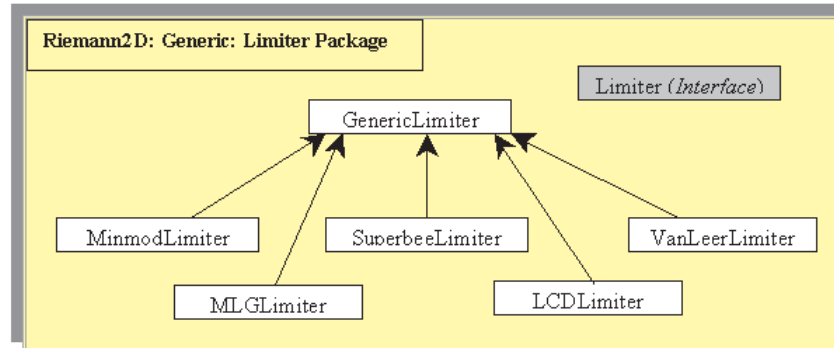 Riemann2D: Generic: Limiter Package
Limiter (Interface)
GenericLimiter
MinmodLimiter
SuperbeeLimiter
VanLeerLimiter
MLGLimiter
LCDLimiter